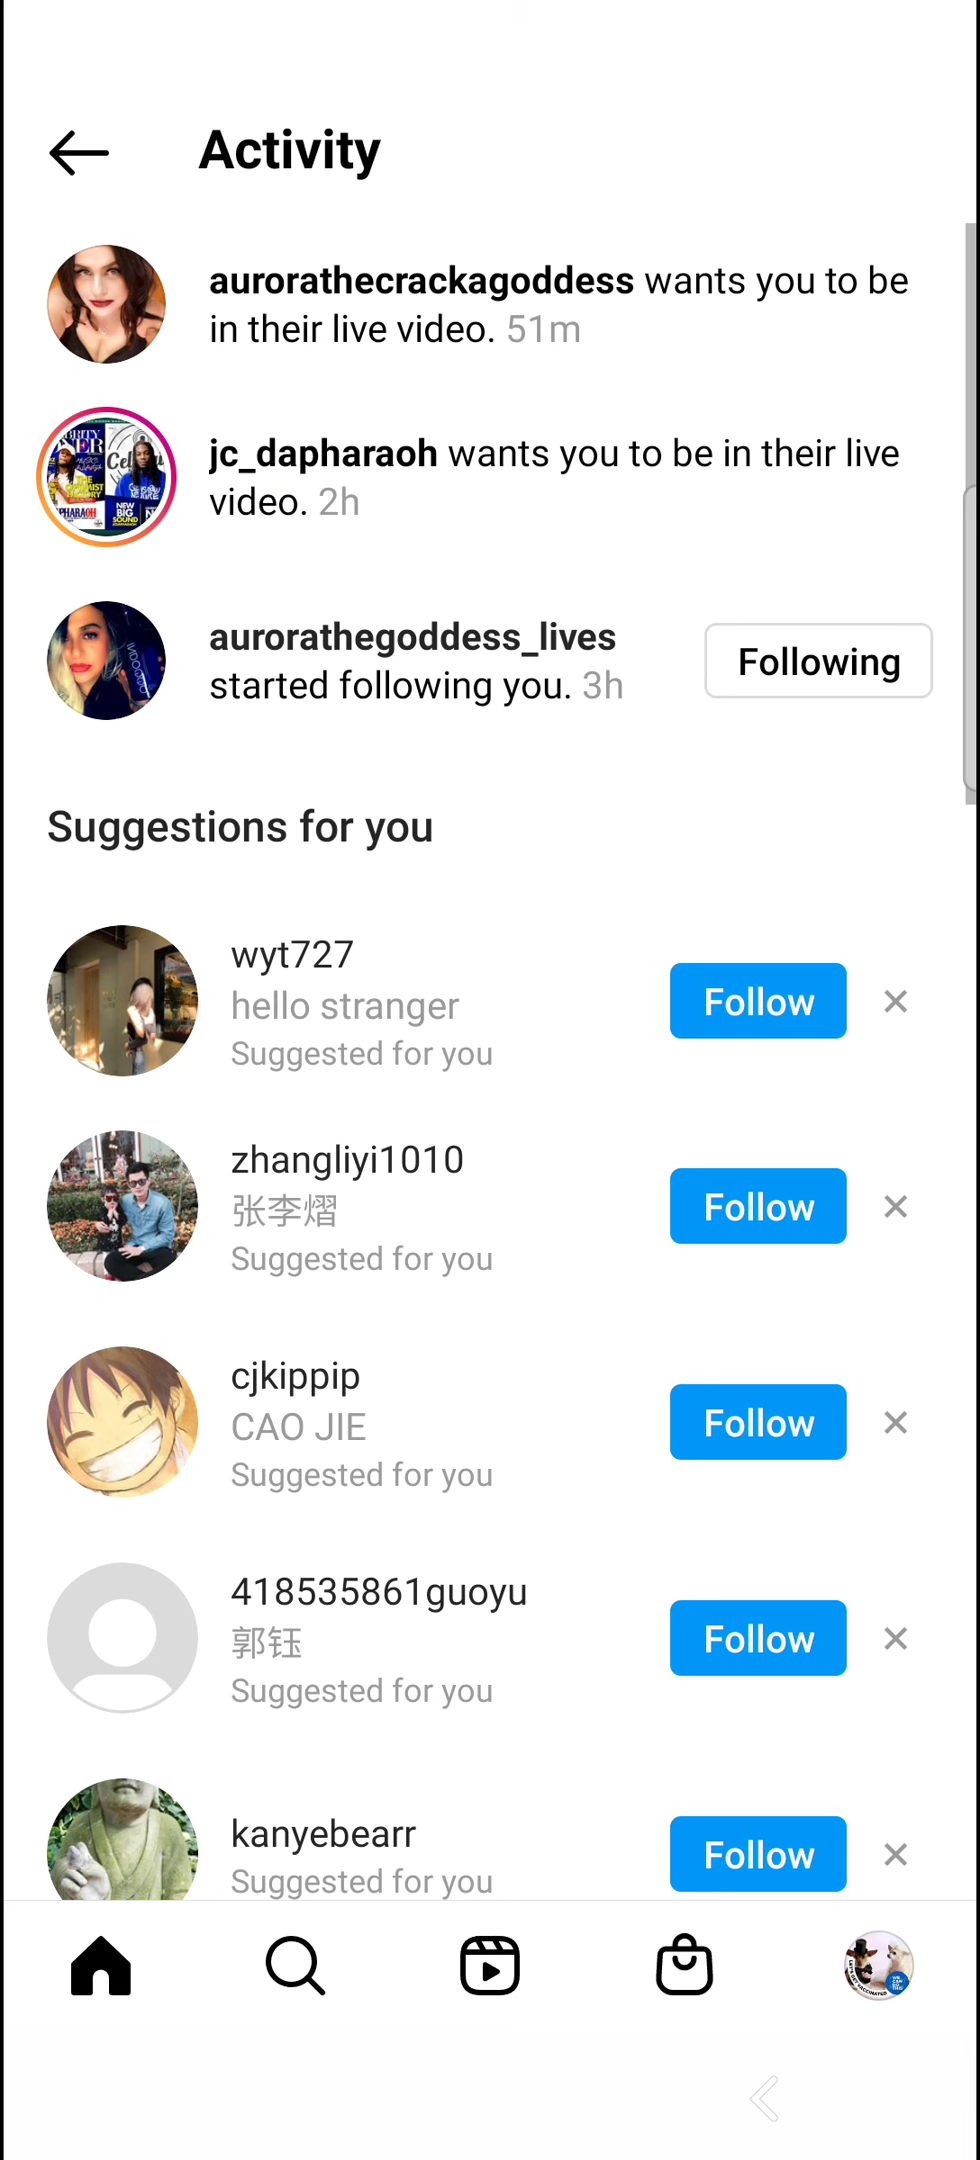 Activity
aurorathecrackagoddess wants you to be
in their live video. 51m
jc_dapharaoh wants you to be in their live
video. 2h
aurorathegoddess_lives
started following you. 3h
Following
Suggestions for you
wyt727
hello stranger
Suggested for you
Follow
zhangliyi1010
张李熠
Suggested for you
Follow
cjkippip
CAO JIE
Suggested for you
Follow
418535861guoyu
郭钰
Suggested for you
Follow
kanyebearr
Suggested for you
Follow